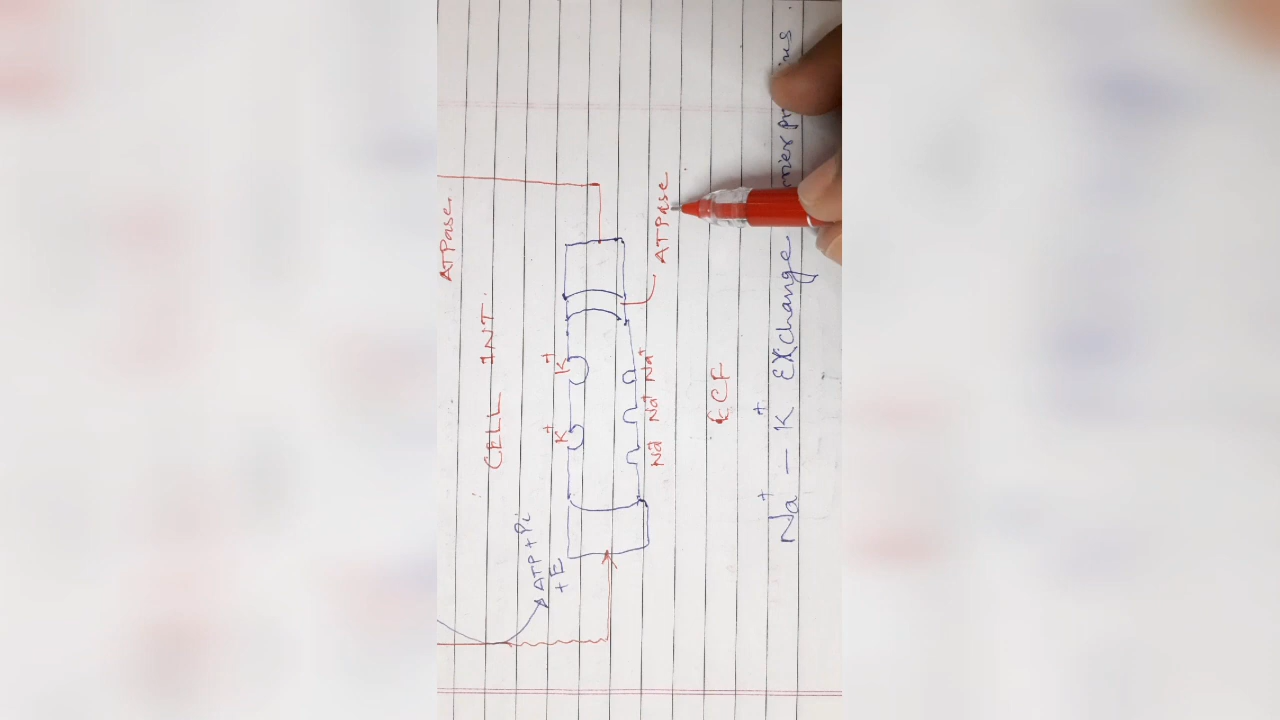 ATPase
CELL INT.
ATP + Pi
+ E
K⁺ K⁺
Na⁺ Na⁺ Na⁺
ATPase
ECF
Na⁺ – K⁺ Exchange